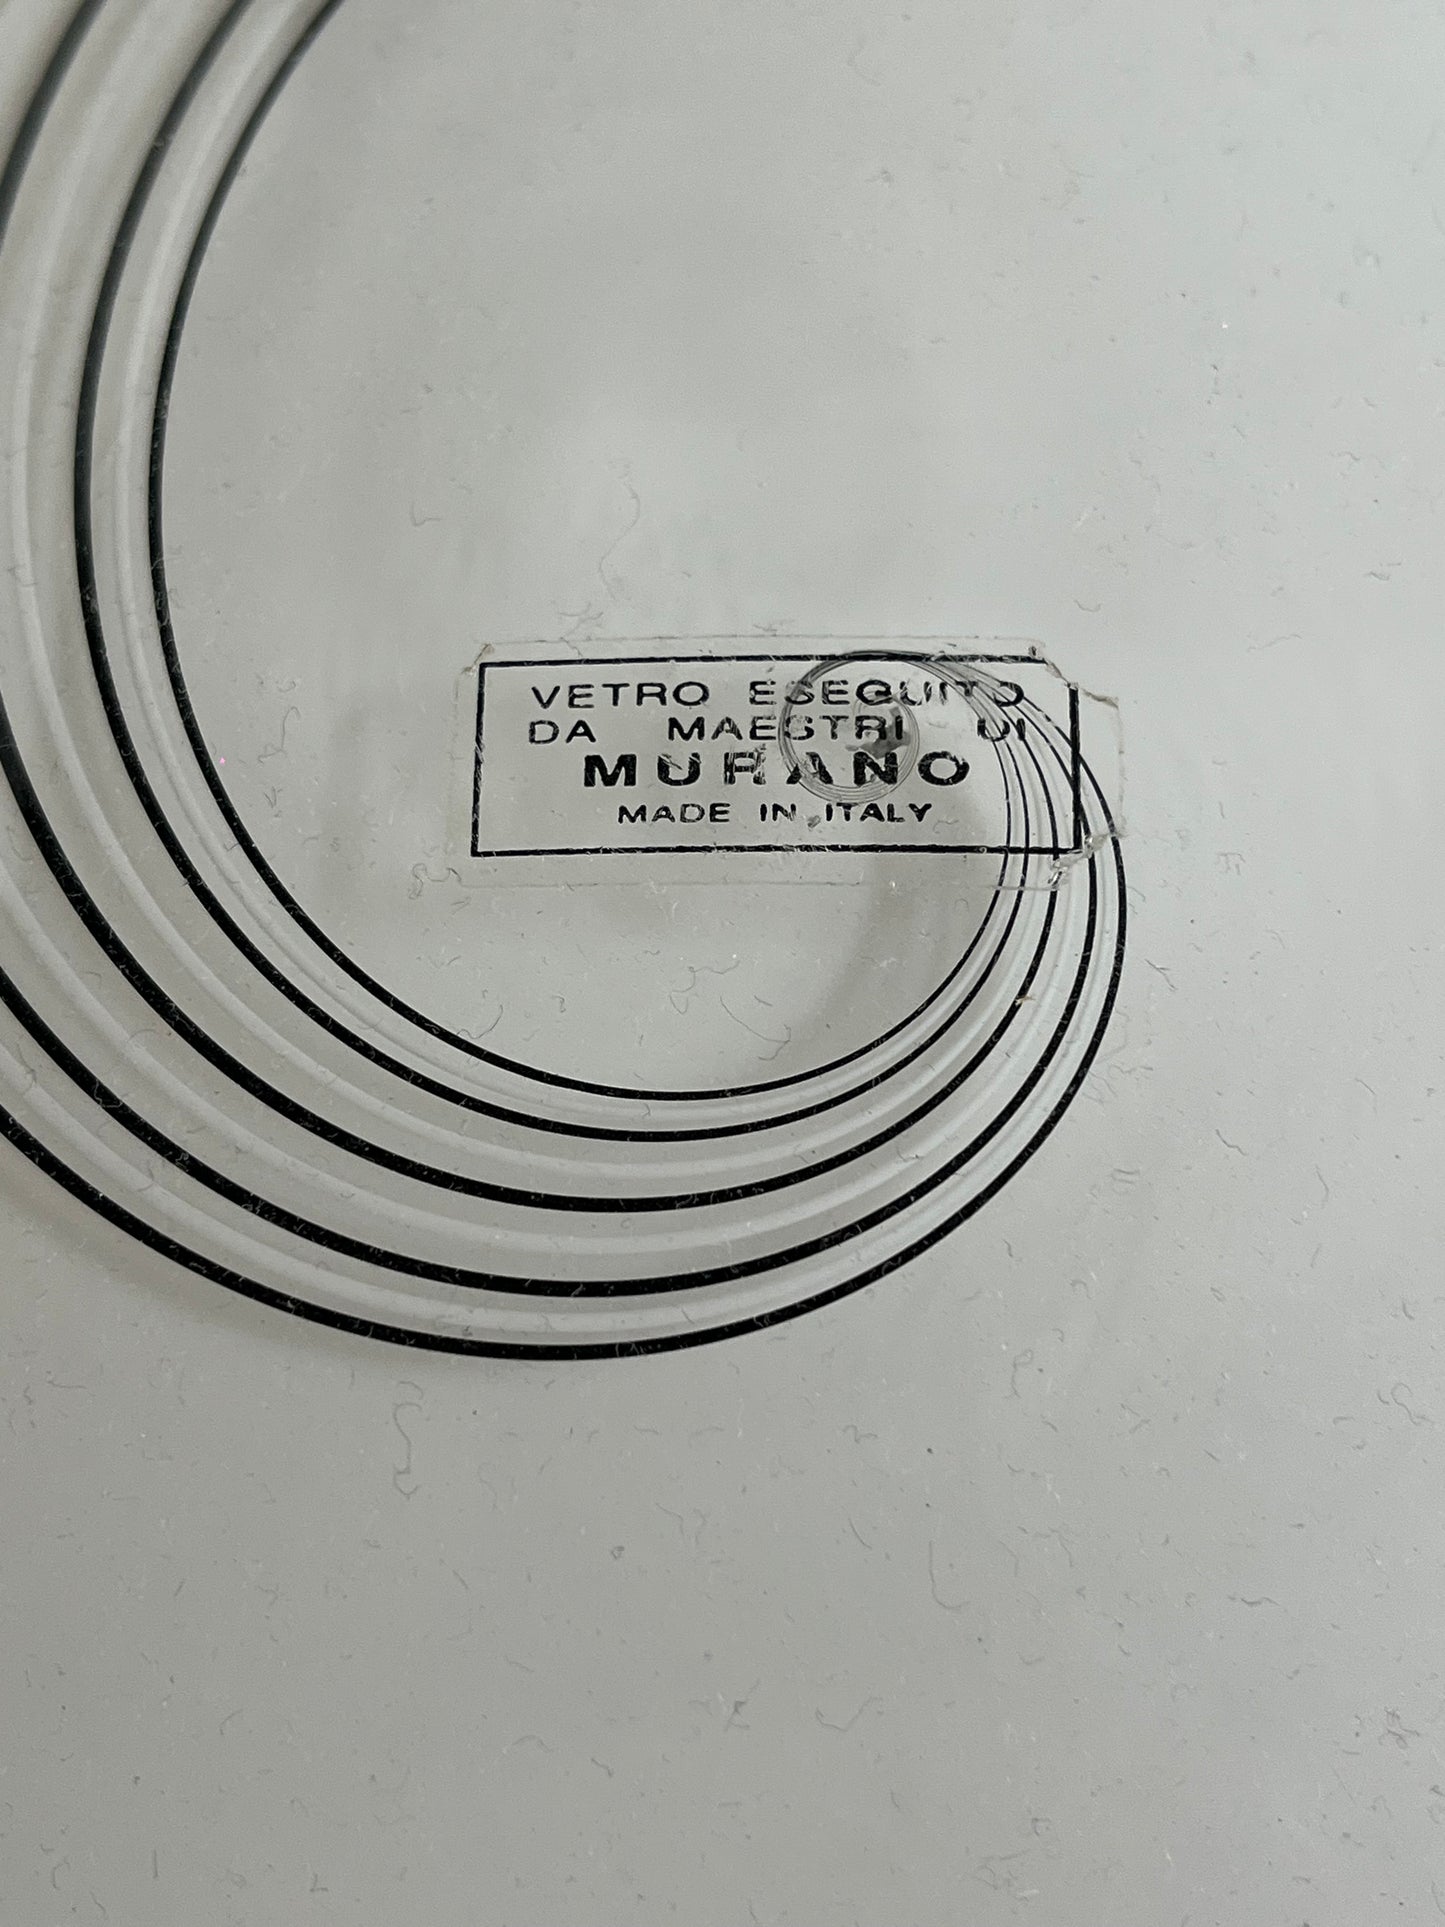 VETRO ESEGUITO
DA MAESTRI DI
MURANO
MADE IN ITALY